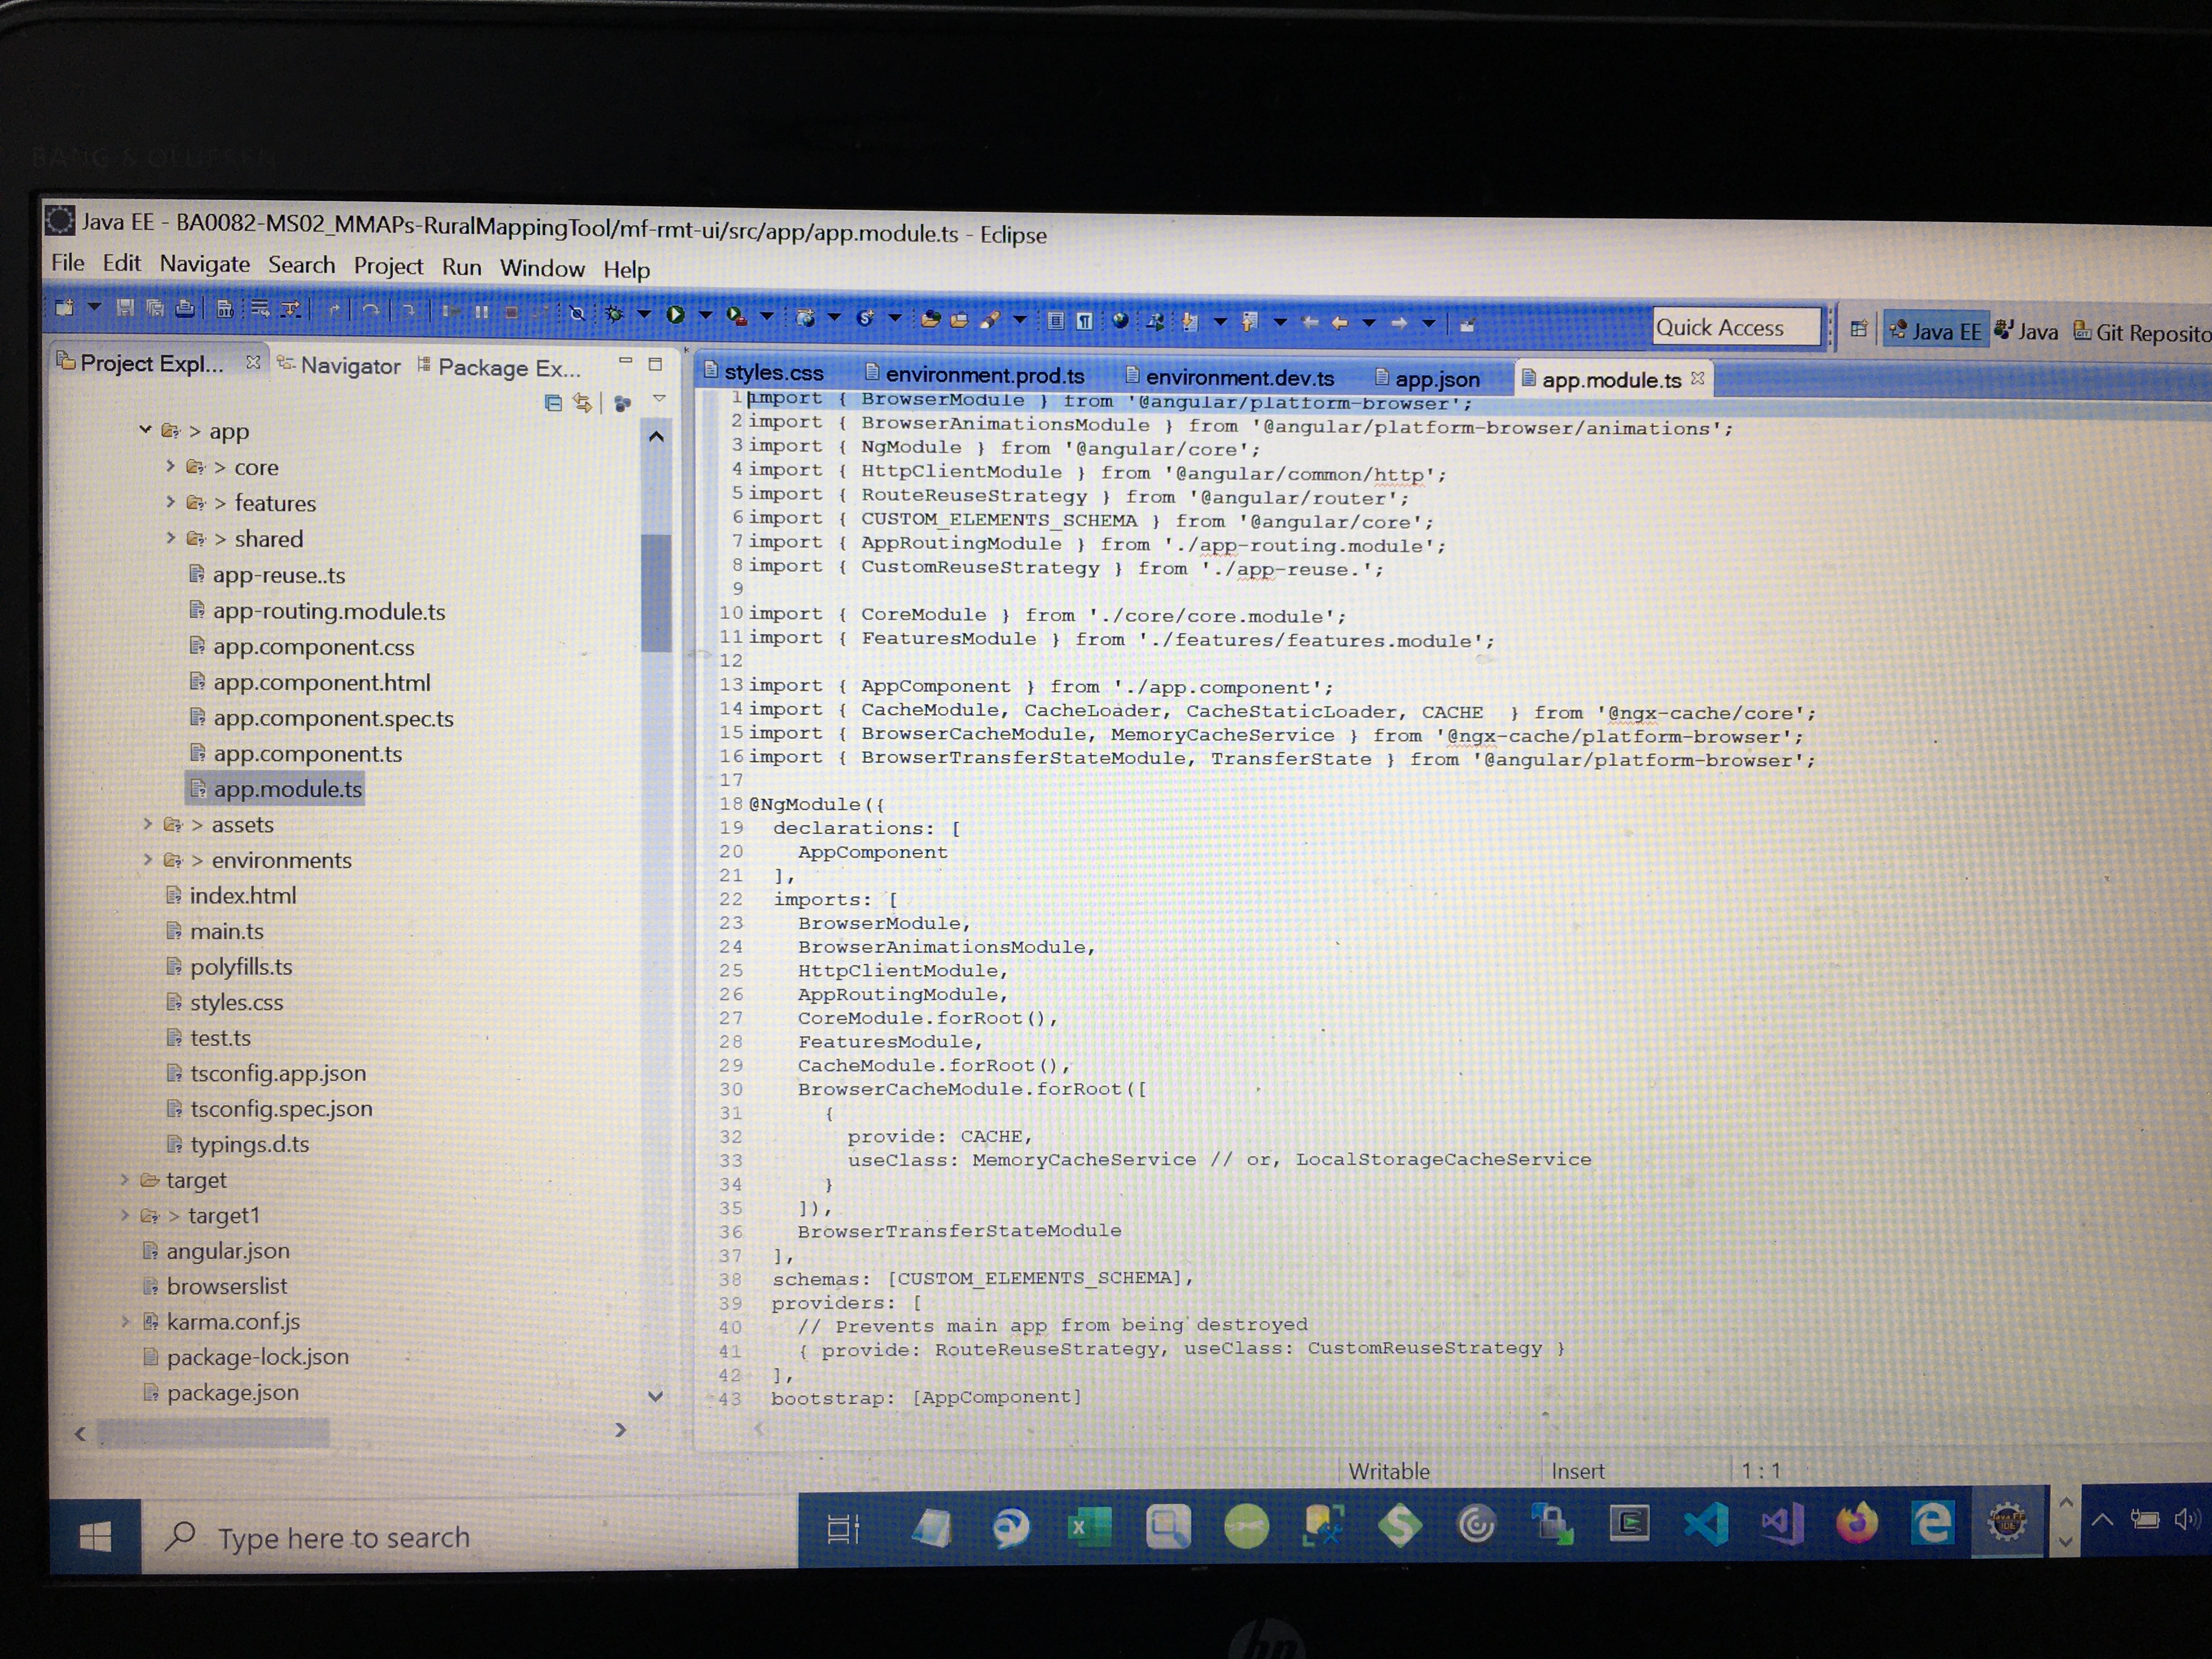 BANG & OLUFSEN
Java EE - BA0082-MS02_MMAPs-RuralMappingTool/mf-rmt-ui/src/app/app.module.ts - Eclipse
File Edit Navigate Search Project Run Window Help
Quick Access Java EE Java Git Reposito
Project Expl... Navigator Package Ex...
styles.css environment.prod.ts environment.dev.ts app.json app.module.ts
> app
> core
> features
> shared
app-reuse..ts
app-routing.module.ts
app.component.css
app.component.html
app.component.spec.ts
app.component.ts
app.module.ts
> assets
> environments
index.html
main.ts
polyfills.ts
styles.css
test.ts
tsconfig.app.json
tsconfig.spec.json
typings.d.ts
target
> target1
angular.json
browserslist
karma.conf.js
package-lock.json
package.json
1 import { BrowserModule } from '@angular/platform-browser';
2 import { BrowserAnimationsModule } from '@angular/platform-browser/animations';
3 import { NgModule } from '@angular/core';
4 import { HttpClientModule } from '@angular/common/http';
5 import { RouteReuseStrategy } from '@angular/router';
6 import { CUSTOM_ELEMENTS_SCHEMA } from '@angular/core';
7 import { AppRoutingModule } from './app-routing.module';
8 import { CustomReuseStrategy } from './app-reuse.';
9
10 import { CoreModule } from './core/core.module';
11 import { FeaturesModule } from './features/features.module';
12
13 import { AppComponent } from './app.component';
14 import { CacheModule, CacheLoader, CacheStaticLoader, CACHE } from '@ngx-cache/core';
15 import { BrowserCacheModule, MemoryCacheService } from '@ngx-cache/platform-browser';
16 import { BrowserTransferStateModule, TransferState } from '@angular/platform-browser';
17
18 @NgModule({
19 declarations: [
20 AppComponent
21 ],
22 imports: [
23 BrowserModule,
24 BrowserAnimationsModule,
25 HttpClientModule,
26 AppRoutingModule,
27 CoreModule.forRoot(),
28 FeaturesModule,
29 CacheModule.forRoot(),
30 BrowserCacheModule.forRoot([
31 {
32 provide: CACHE,
33 useClass: MemoryCacheService // or, LocalStorageCacheService
34 }
35 ]),
36 BrowserTransferStateModule
37 ],
38 schemas: [CUSTOM_ELEMENTS_SCHEMA],
39 providers: [
40 // Prevents main app from being destroyed
41 { provide: RouteReuseStrategy, useClass: CustomReuseStrategy }
42 ],
43 bootstrap: [AppComponent]
Writable Insert 1 : 1
Type here to search
hp